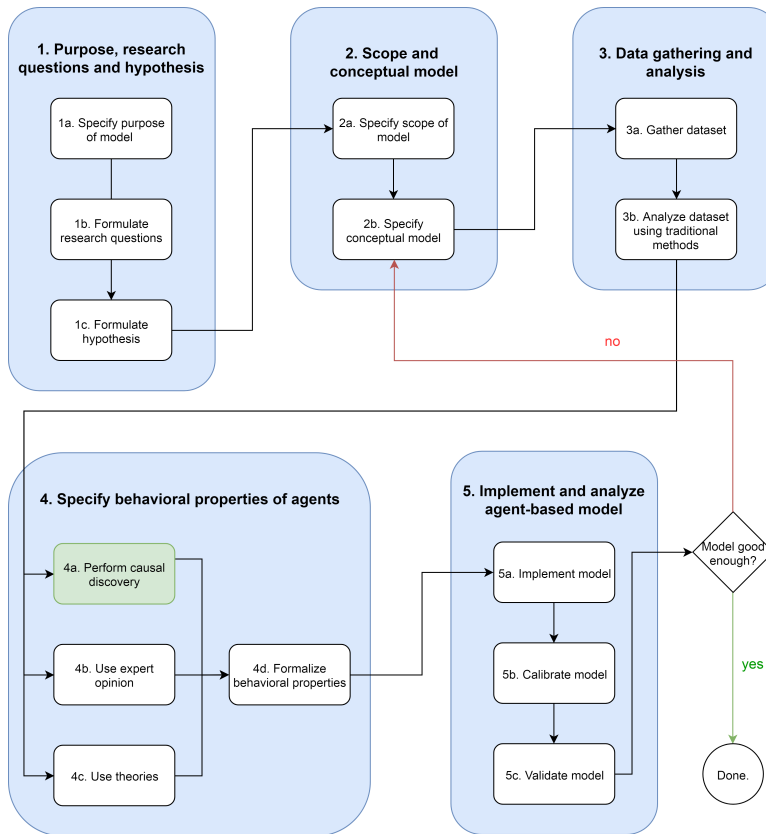 1. Purpose, research
questions and hypothesis
1a. Specify purpose
of model
1b. Formulate
research questions
1c. Formulate
hypothesis
2. Scope and
conceptual model
2a. Specify scope of
model
2b. Specify
conceptual model
3. Data gathering and
analysis
3a. Gather dataset
3b. Analyze dataset
using traditional
methods
no
4. Specify behavioral properties of agents
4a. Perform causal
discovery
4b. Use expert
opinion
4c. Use theories
4d. Formalize
behavioral properties
5. Implement and analyze
agent-based model
5a. Implement model
5b. Calibrate model
5c. Validate model
Model good
enough?
yes
Done.